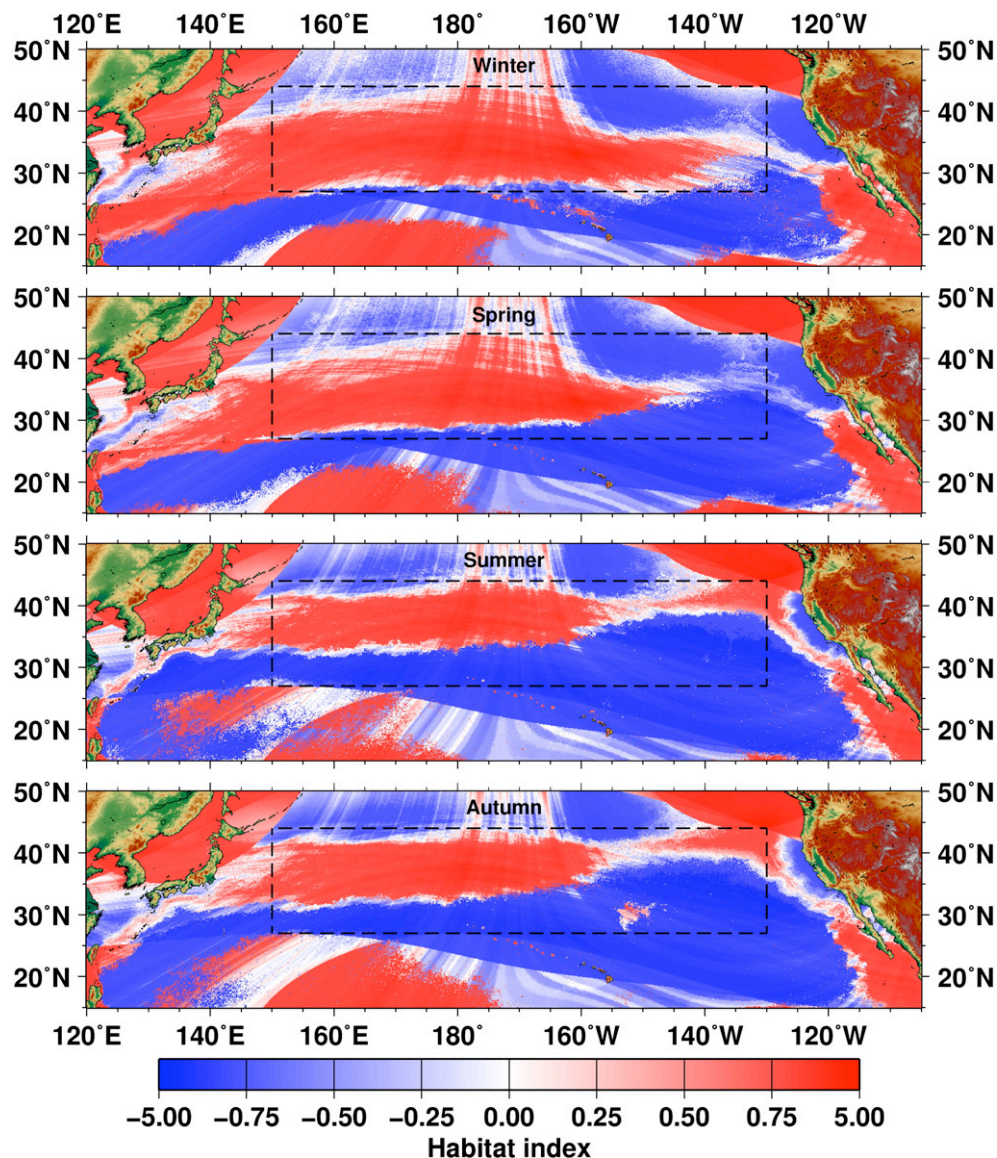 120˚E 140˚E 160˚E 180˚ 160˚W 140˚W 120˚W
50˚N Winter 50˚N
40˚N 40˚N
30˚N 30˚N
20˚N 20˚N
50˚N Spring 50˚N
40˚N 40˚N
30˚N 30˚N
20˚N 20˚N
50˚N Summer 50˚N
40˚N 40˚N
30˚N 30˚N
20˚N 20˚N
50˚N Autumn 50˚N
40˚N 40˚N
30˚N 30˚N
20˚N 20˚N
120˚E 140˚E 160˚E 180˚ 160˚W 140˚W 120˚W
−5.00 −0.75 −0.50 −0.25 0.00 0.25 0.50 0.75 5.00
Habitat index